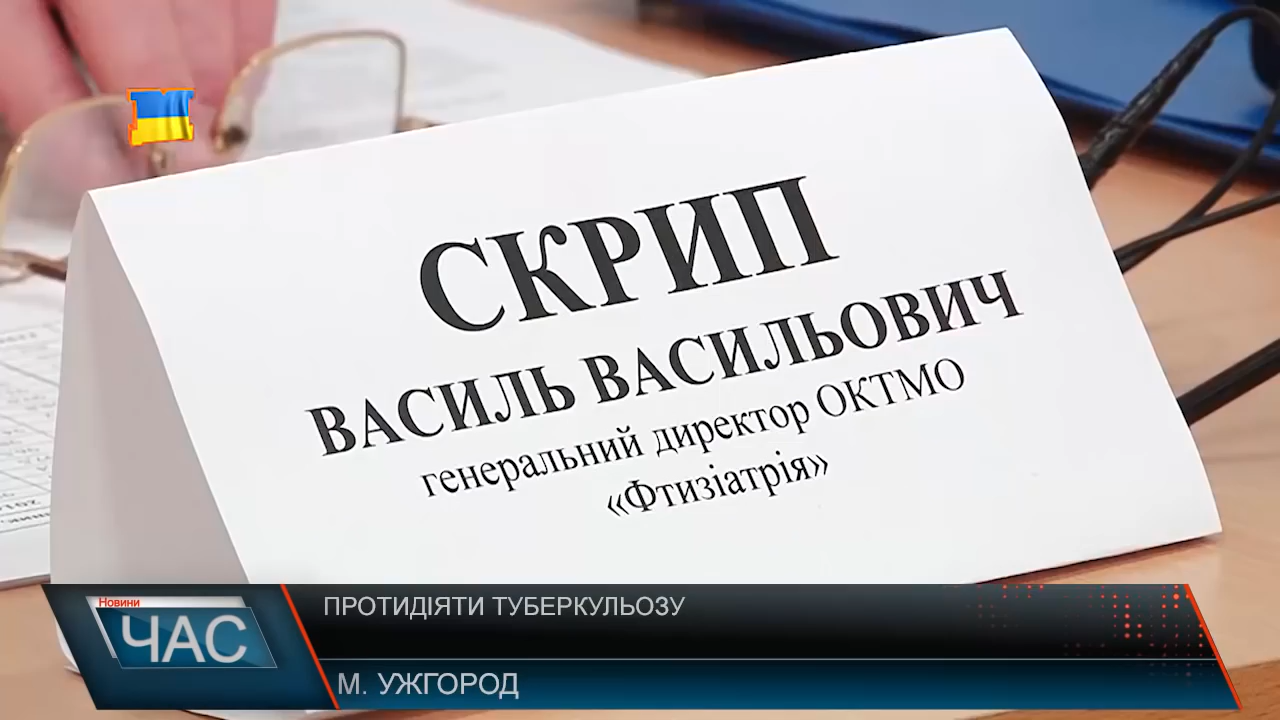 СКРИП
ВАСИЛЬ ВАСИЛЬОВИЧ
генеральний директор ОКТМО
«Фтизіатрія»
Новини
ЧАС
ПРОТИДІЯТИ ТУБЕРКУЛЬОЗУ
М. УЖГОРОД